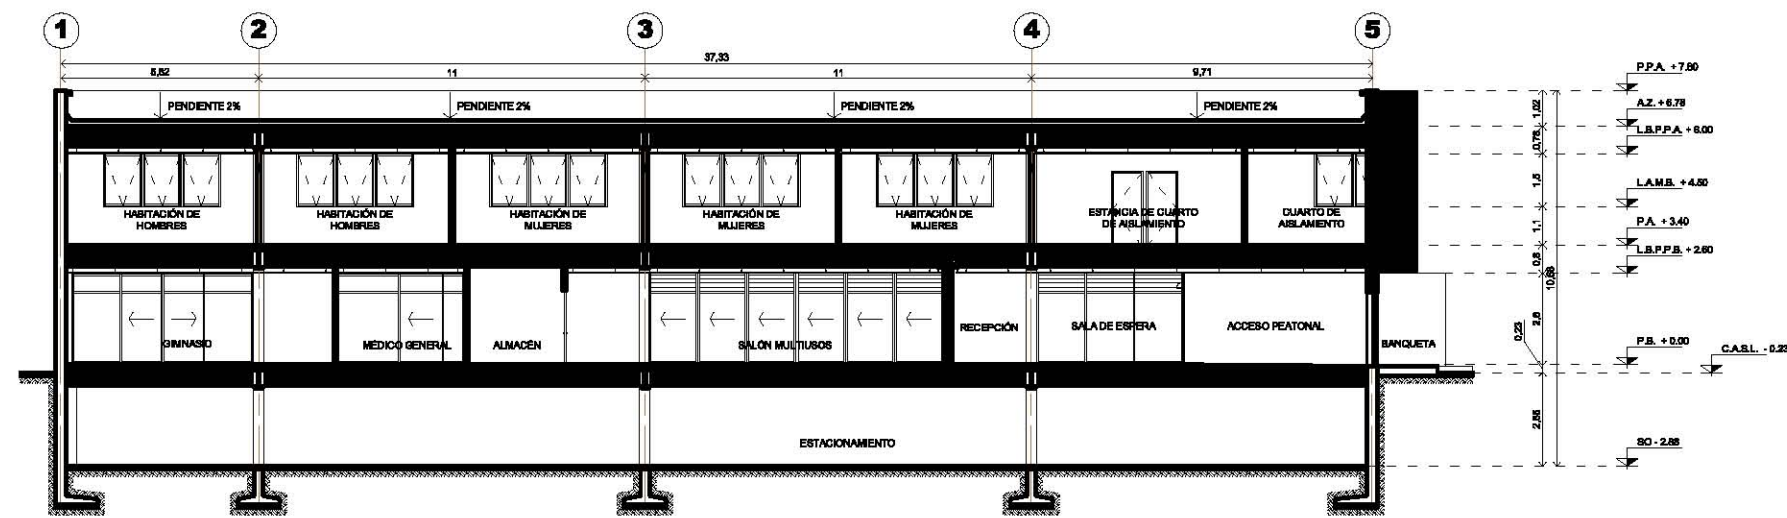 1 2 3 4 5
37,33
5,62 11 11 9,71
PENDIENTE 2% PENDIENTE 2% PENDIENTE 2% PENDIENTE 2%
P.P.A. +7.80
A.Z. + 6.78
L.B.P.P.A. + 6.00
L.A.M.B. + 4.50
P.A. + 3.40
L.B.P.P.B. + 2.60
P.B. + 0.00
C.A.S.L. - 0.23
SO - 2.88
1,02
0,78
1,5
1,1
0,8
2,6
0,23
2,65
10,68
HABITACIÓN DE
HOMBRES
HABITACIÓN DE
HOMBRES
HABITACIÓN DE
MUJERES
HABITACIÓN DE
MUJERES
HABITACIÓN DE
MUJERES
ESTANCIA DE CUARTO
DE AISLAMIENTO
CUARTO DE
AISLAMIENTO
GIMNASIO
MÉDICO GENERAL
ALMACÉN
SALÓN MULTIUSOS
RECEPCIÓN
SALA DE ESPERA
ACCESO PEATONAL
BANQUETA
ESTACIONAMIENTO